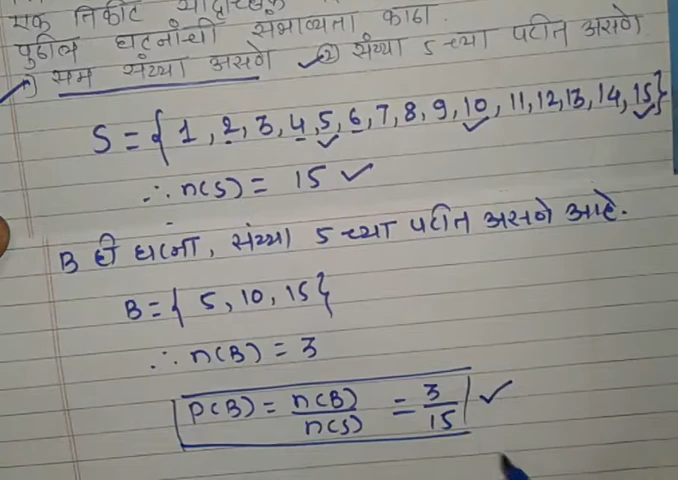 एक तिकीट यादृच्छिक
पुढील घटनांची संभाव्यता काढा.
① सम संख्या असणे ② संख्या 5 च्या पटीत असणे
S = { 1, 2, 3, 4, 5, 6, 7, 8, 9, 10, 11, 12, 13, 14, 15}
∴ n(S) = 15 ✓
B ही घटना, संख्या 5 च्या पटीत असणे आहे.
B = { 5, 10, 15}
∴ n(B) = 3
P(B) = n(B)/n(S) = 3/15 ✓